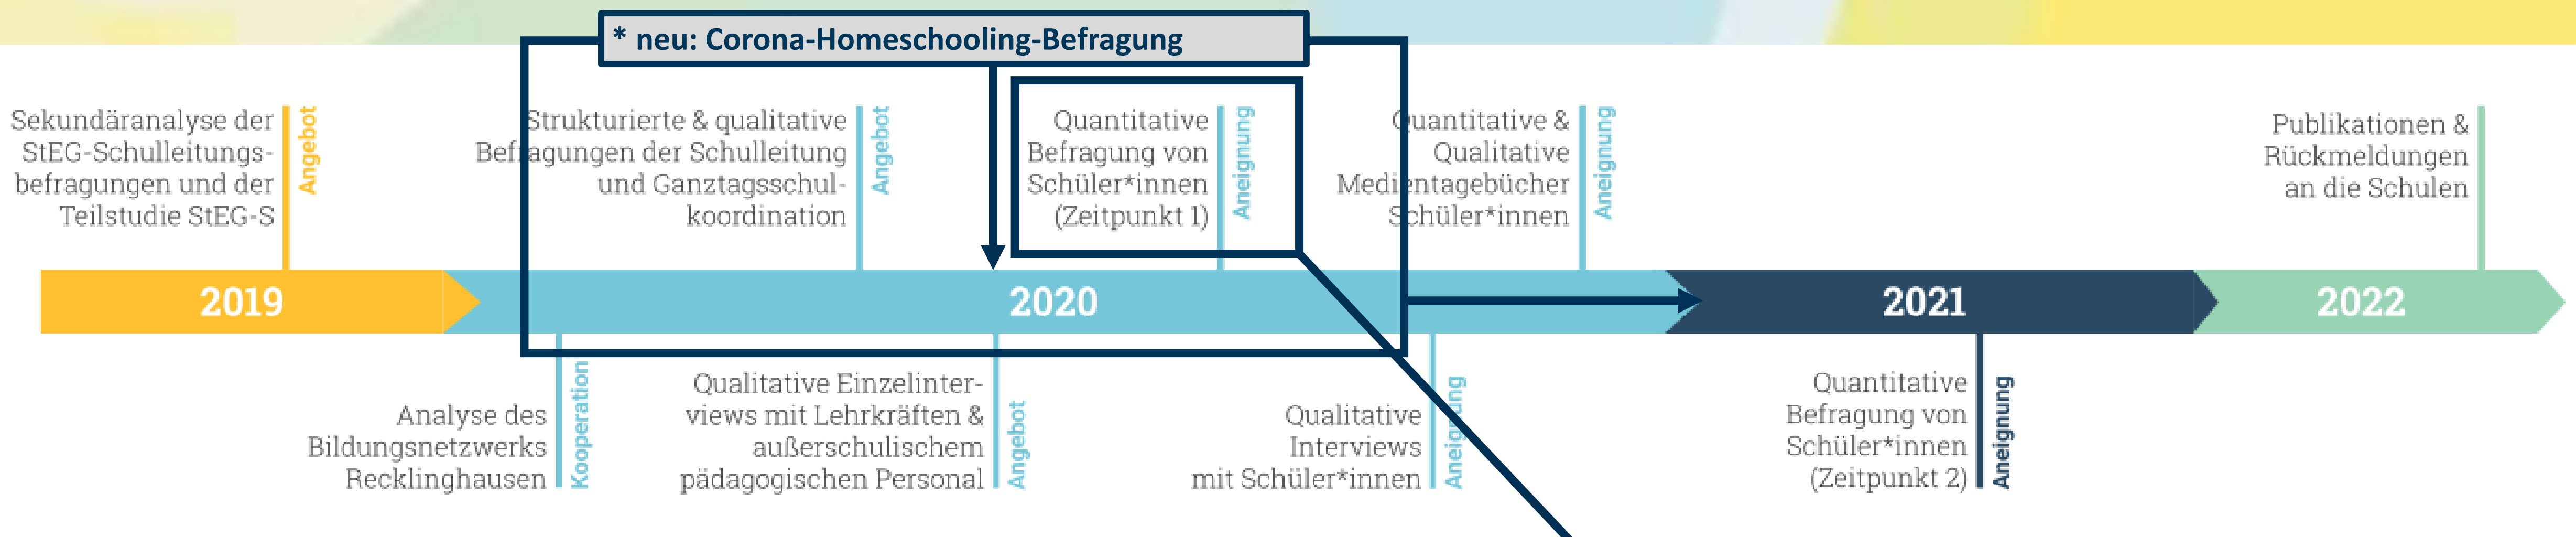 * neu: Corona-Homeschooling-Befragung
Sekundäranalyse der
StEG-Schulleitungs-
befragungen und der
Teilstudie StEG-S
Angebot
Strukturierte & qualitative
Befragungen der Schulleitung
und Ganztagsschul-
koordination
Angebot
Quantitative
Befragung von
Schüler*innen
(Zeitpunkt 1)
Aneignung
Quantitative &
Qualitative
Medientagebücher
Schüler*innen
Aneignung
Publikationen &
Rückmeldungen
an die Schulen
2019
2020
2021
2022
Analyse des
Bildungsnetzwerks
Recklinghausen
Kooperation
Qualitative Einzelinter-
views mit Lehrkräften &
außerschulischem
pädagogischen Personal
Angebot
Qualitative
Interviews
mit Schüler*innen
Aneignung
Quantitative
Befragung von
Schüler*innen
(Zeitpunkt 2)
Aneignung